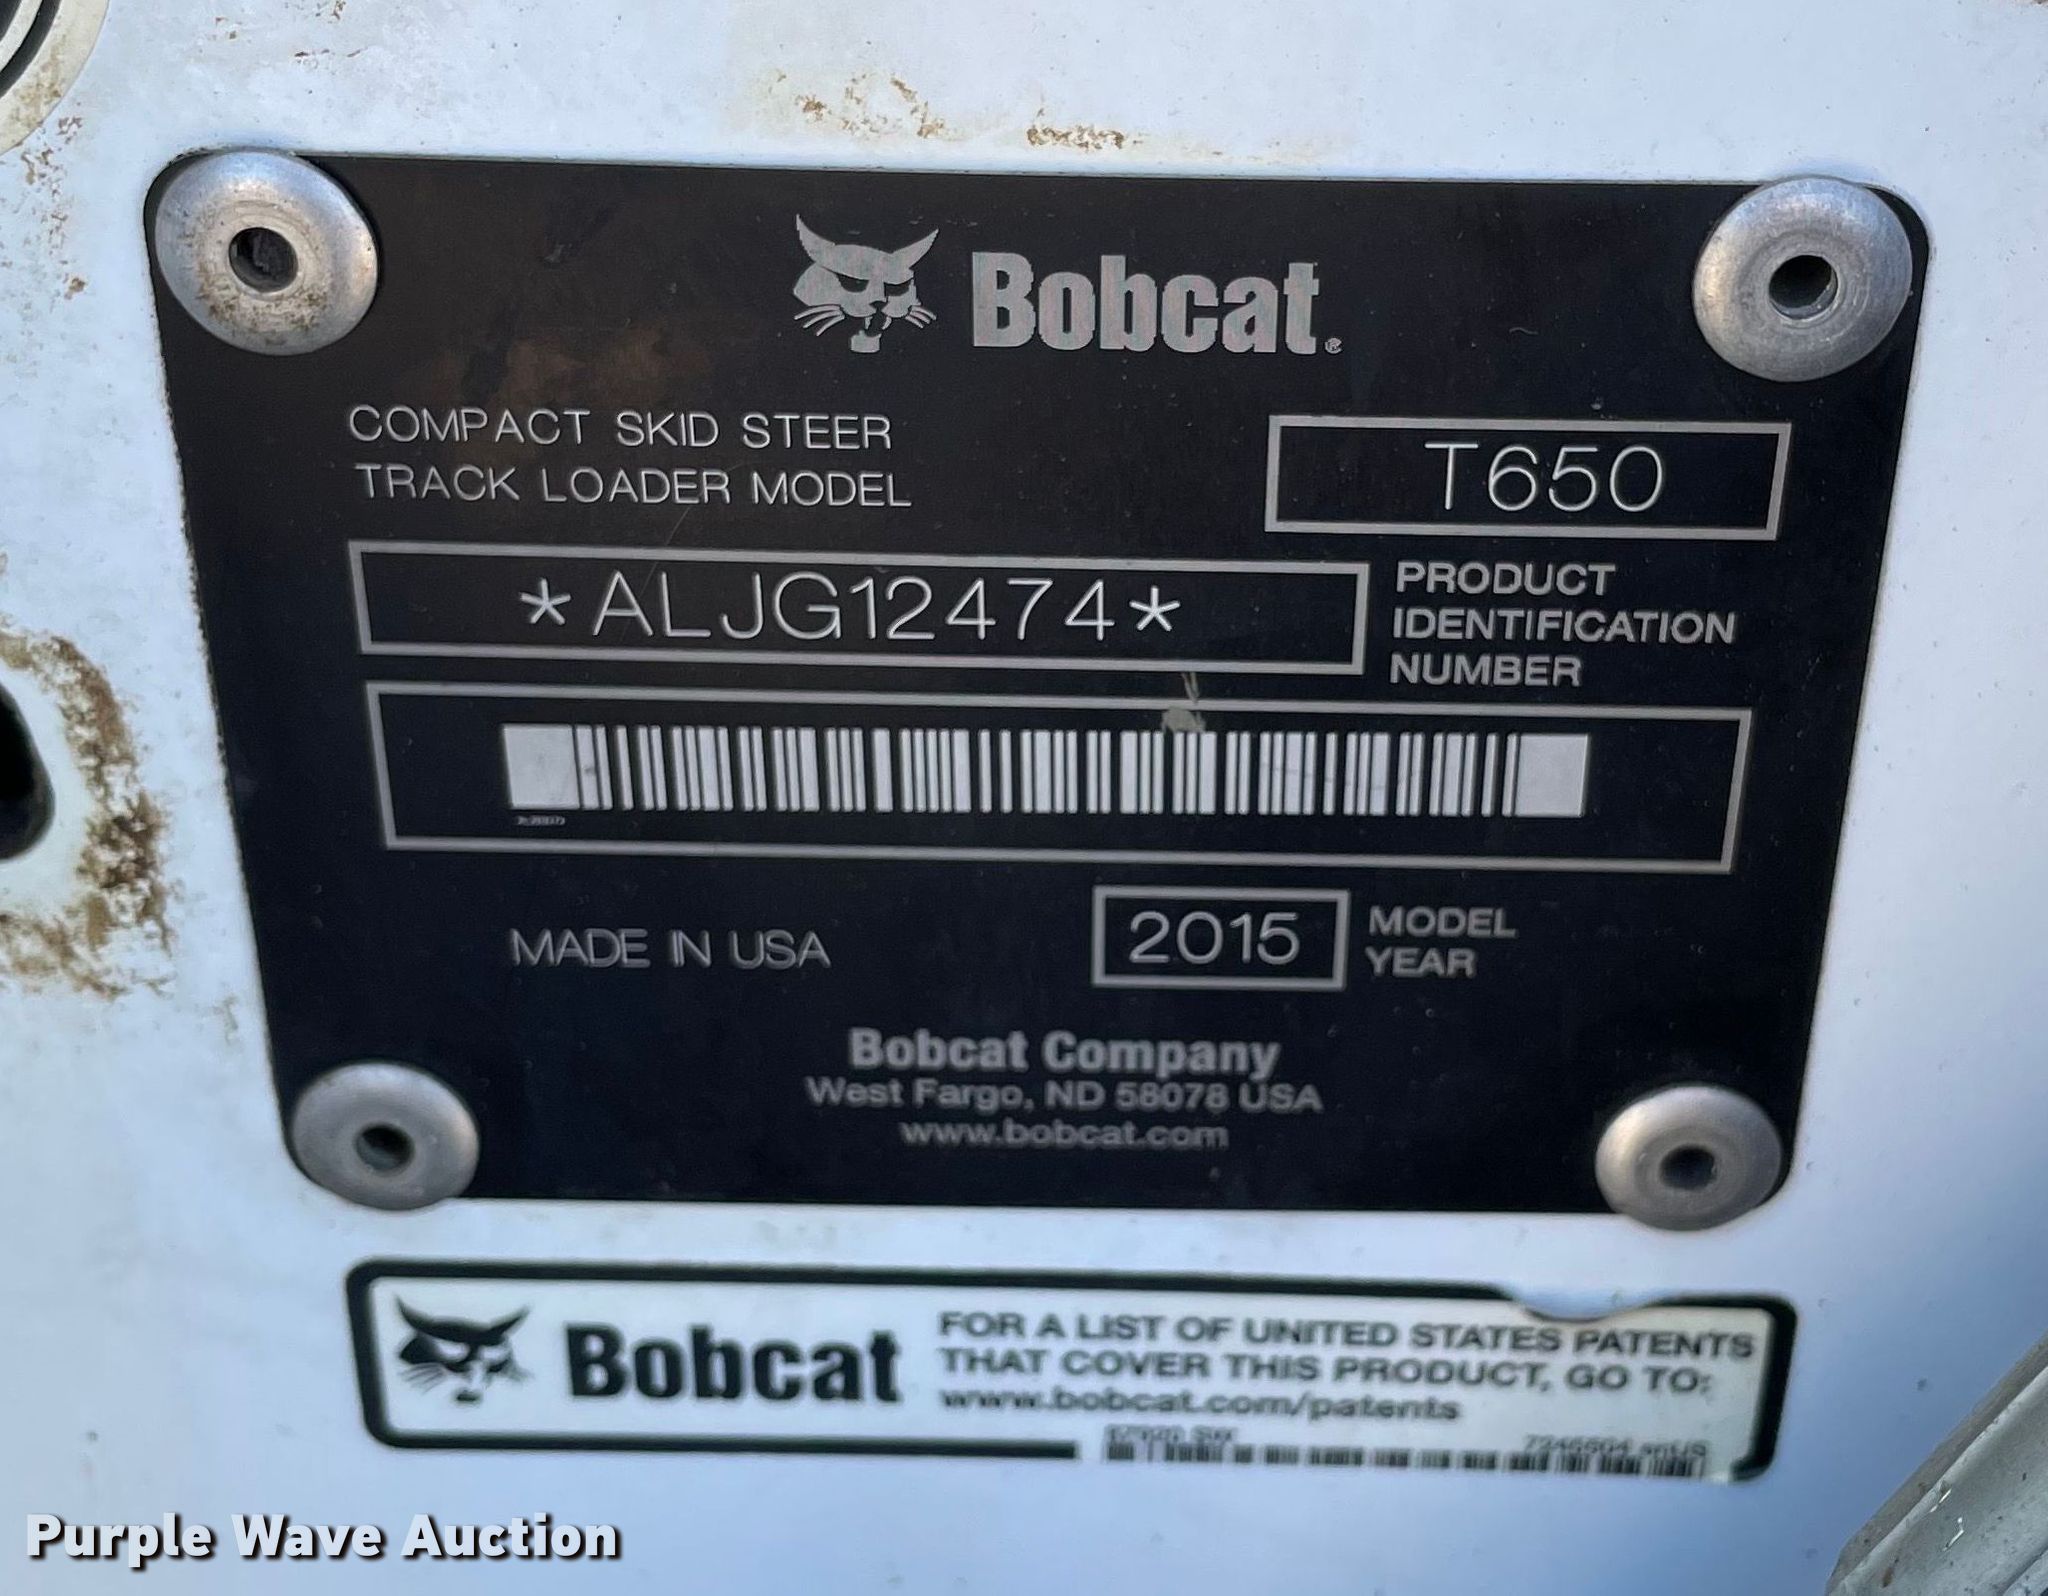 Bobcat®
COMPACT SKID STEER
TRACK LOADER MODEL
T650
*ALJG12474*
PRODUCT
IDENTIFICATION
NUMBER
MADE IN USA
2015
MODEL
YEAR
Bobcat Company
West Fargo, ND 58078 USA
www.bobcat.com
Bobcat
FOR A LIST OF UNITED STATES PATENTS
THAT COVER THIS PRODUCT, GO TO:
www.bobcat.com/patents
7246604 enUS
Purple Wave Auction